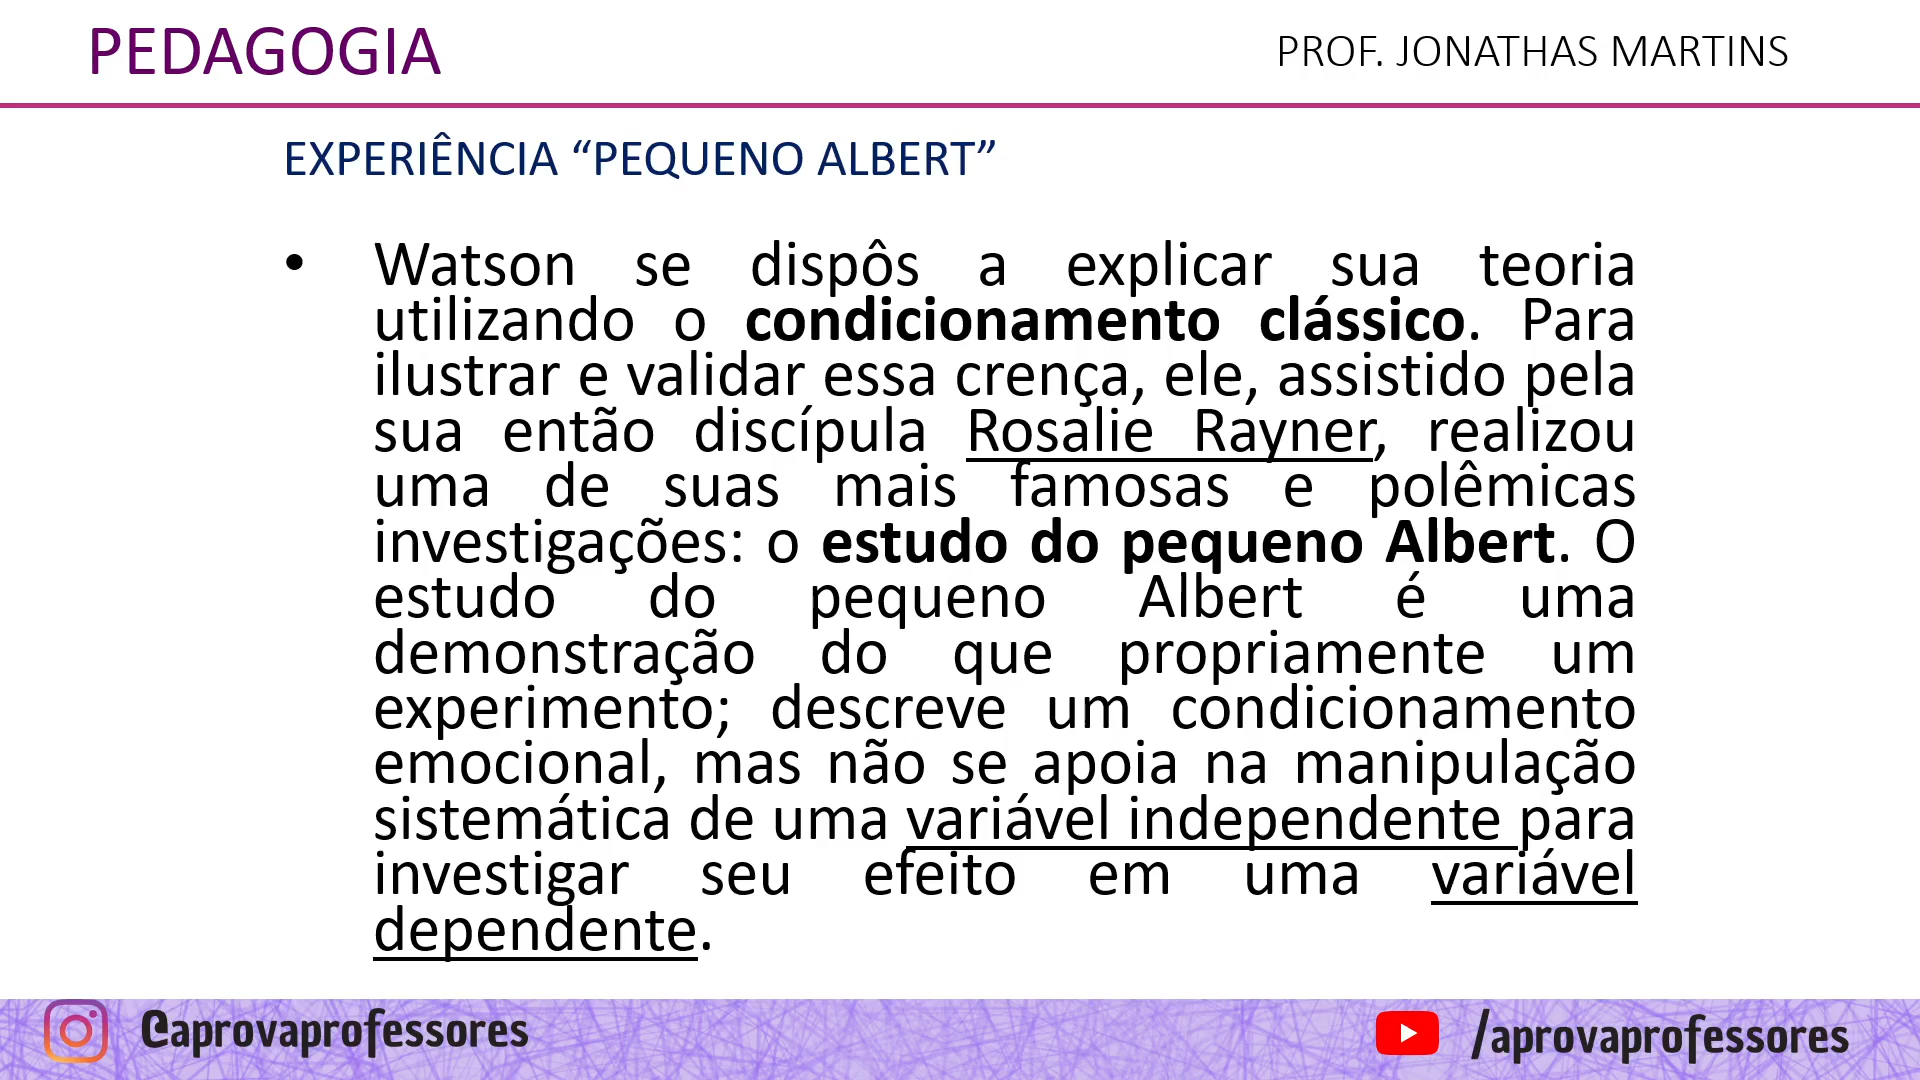 PEDAGOGIA
PROF. JONATHAS MARTINS
EXPERIÊNCIA “PEQUENO ALBERT”
• Watson se dispôs a explicar sua teoria
utilizando o condicionamento clássico. Para
ilustrar e validar essa crença, ele, assistido pela
sua então discípula Rosalie Rayner, realizou
uma de suas mais famosas e polêmicas
investigações: o estudo do pequeno Albert. O
estudo do pequeno Albert é uma
demonstração do que propriamente um
experimento; descreve um condicionamento
emocional, mas não se apoia na manipulação
sistemática de uma variável independente para
investigar seu efeito em uma variável
dependente.
@aprovaprofessores
/aprovaprofessores